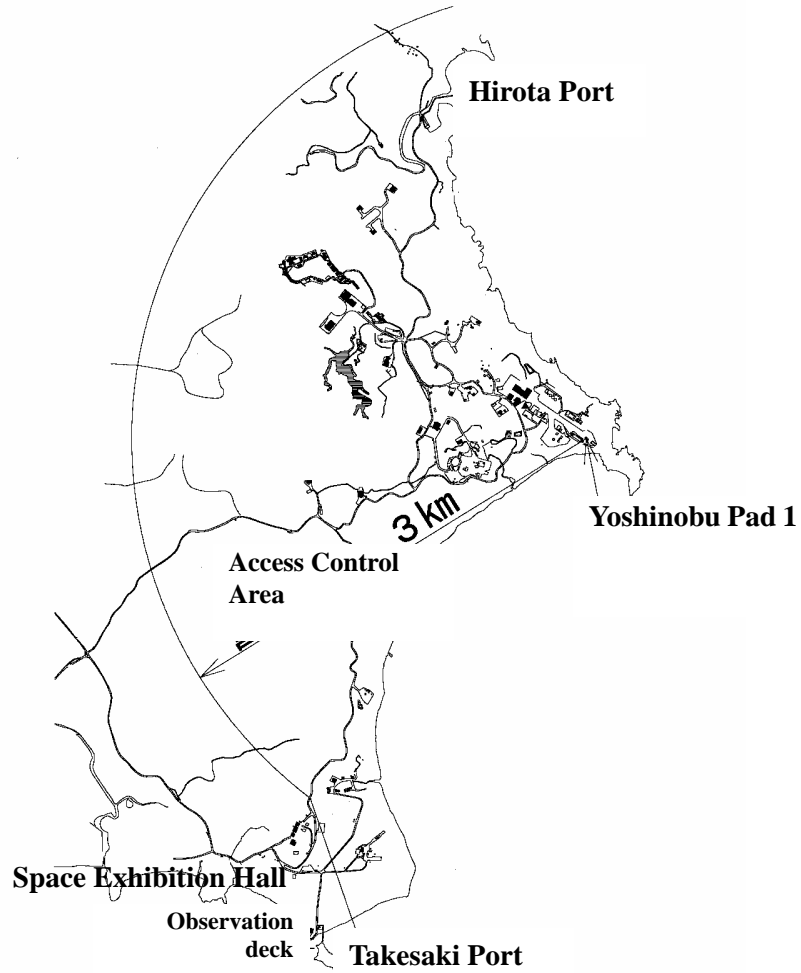 Hirota Port
3 km
Yoshinobu Pad 1
Access Control
Area
Space Exhibition Hall
Observation
deck
Takesaki Port